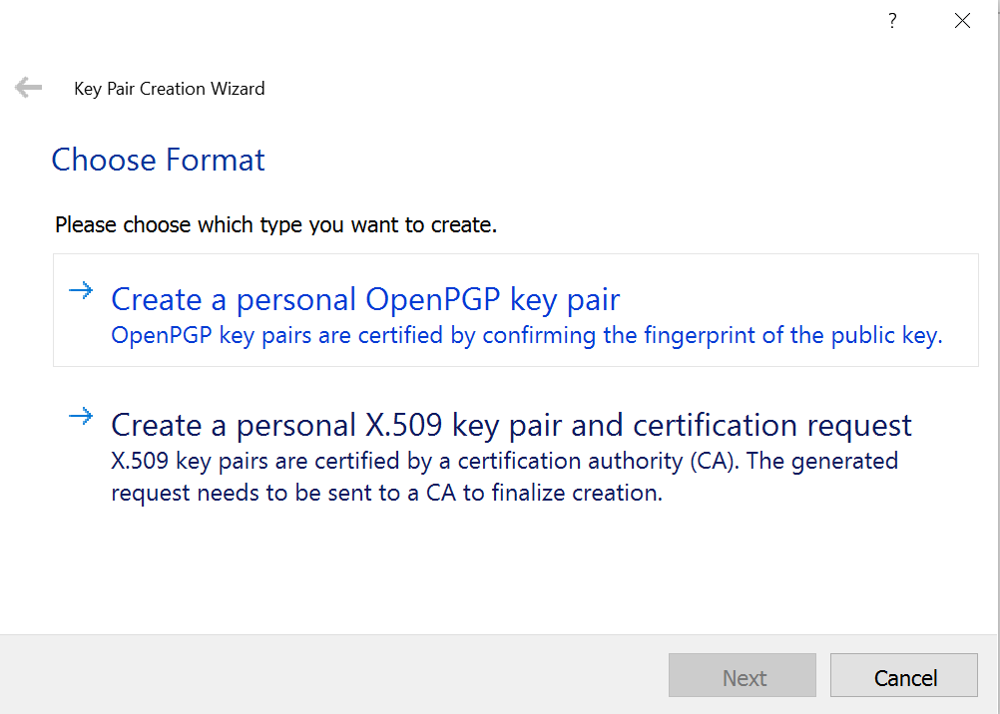 ?
Key Pair Creation Wizard
Choose Format
Please choose which type you want to create.
Create a personal OpenPGP key pair
OpenPGP key pairs are certified by confirming the fingerprint of the public key.
Create a personal X.509 key pair and certification request
X.509 key pairs are certified by a certification authority (CA). The generated
request needs to be sent to a CA to finalize creation.
Next
Cancel